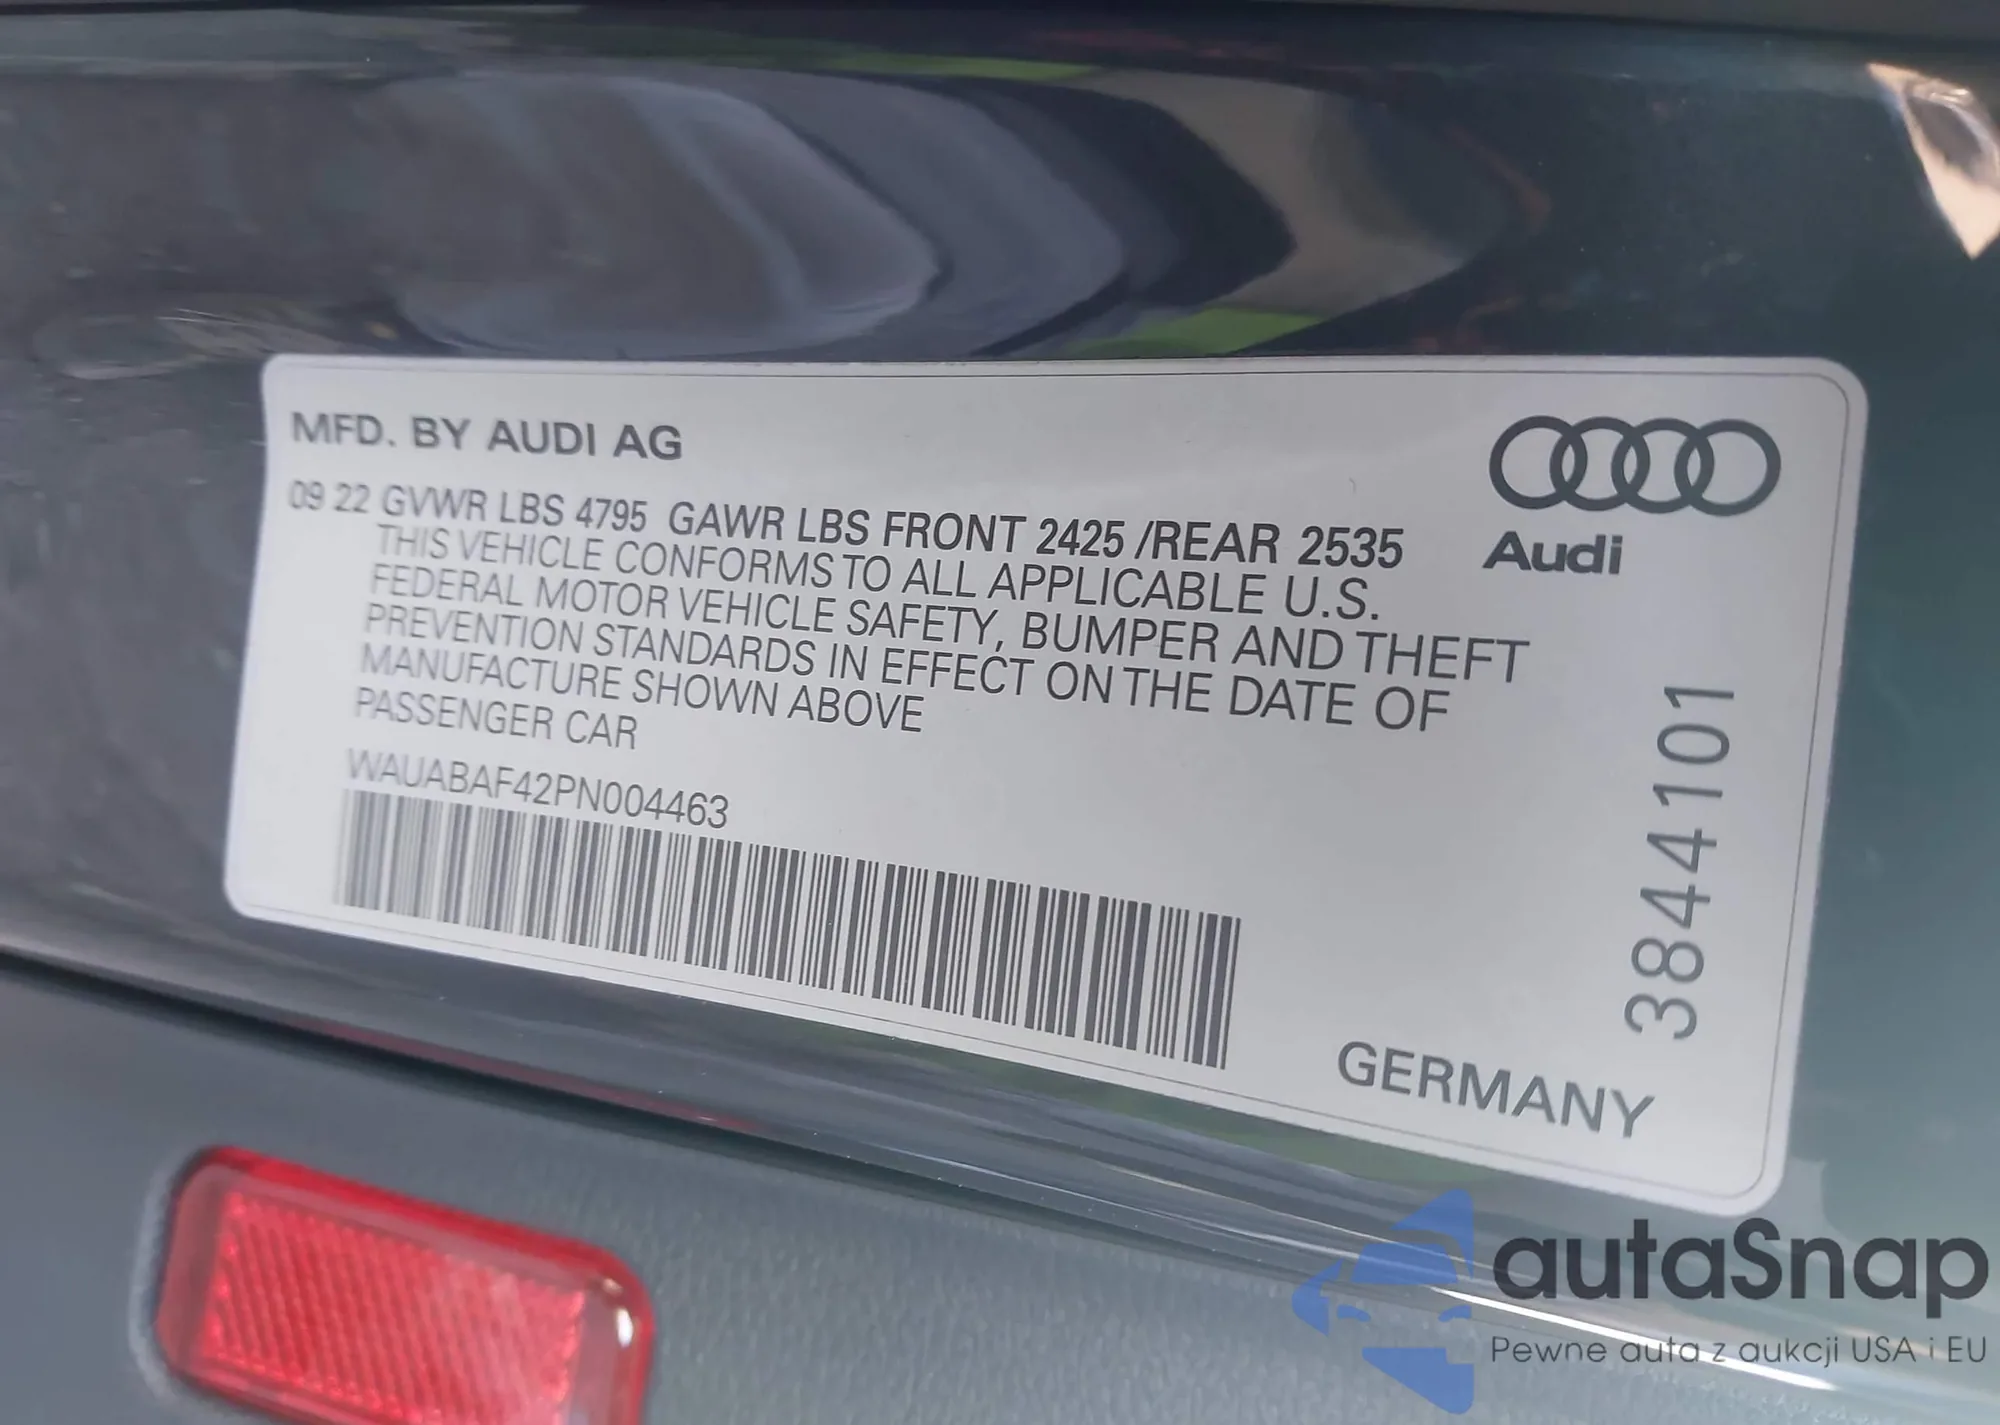 MFD. BY AUDI AG
09 22 GVWR LBS 4795 GAWR LBS FRONT 2425 /REAR 2535
THIS VEHICLE CONFORMS TO ALL APPLICABLE U.S.
FEDERAL MOTOR VEHICLE SAFETY, BUMPER AND THEFT
PREVENTION STANDARDS IN EFFECT ON THE DATE OF
MANUFACTURE SHOWN ABOVE
PASSENGER CAR
WAUABAF42PN004463
Audi
3844101
GERMANY
autaSnap
Pewne auta z aukcji USA i EU